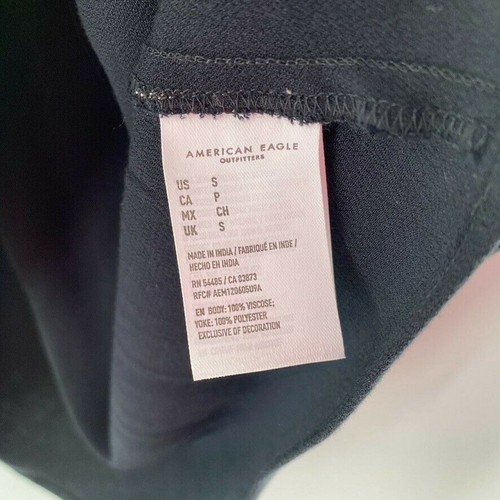 AMERICAN EAGLE
OUTFITTERS
US S
CA P
MX CH
UK S
MADE IN INDIA / FABRIQUÉ EN INDE /
HECHO EN INDIA
RN 54485 / CA 03873
RFC# AEM120605U9A
EN BODY: 100% VISCOSE;
YOKE: 100% POLYESTER
EXCLUSIVE OF DECORATION